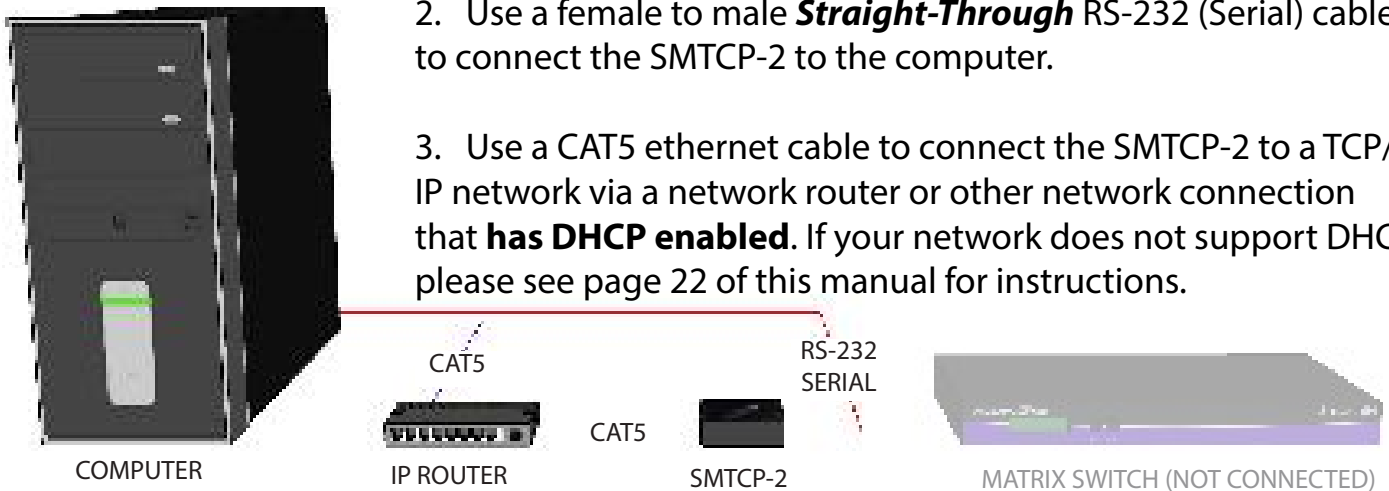 2. Use a female to male Straight-Through RS-232 (Serial) cable
to connect the SMTCP-2 to the computer.
3. Use a CAT5 ethernet cable to connect the SMTCP-2 to a TCP/
IP network via a network router or other network connection
that has DHCP enabled. If your network does not support DHC
please see page 22 of this manual for instructions.
CAT5
RS-232
SERIAL
CAT5
COMPUTER
IP ROUTER
SMTCP-2
MATRIX SWITCH (NOT CONNECTED)